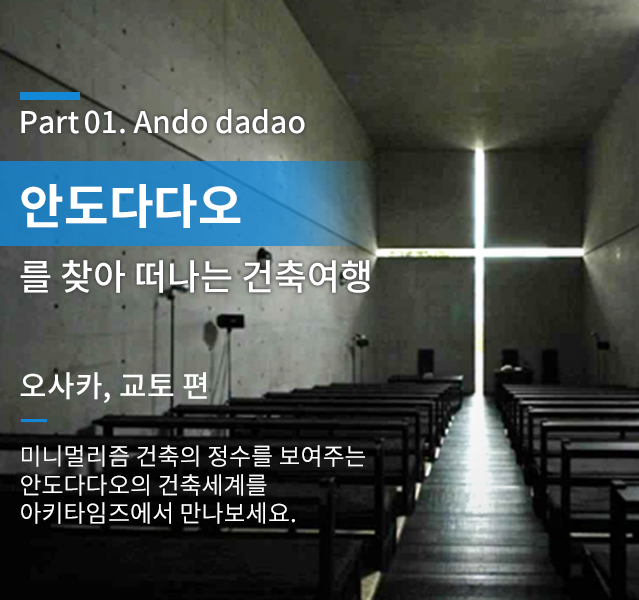 Part 01. Ando dadao
안도다다오
를 찾아 떠나는 건축여행
오사카, 교토 편
미니멀리즘 건축의 정수를 보여주는
안도다다오의 건축세계를
아키타임즈에서 만나보세요.